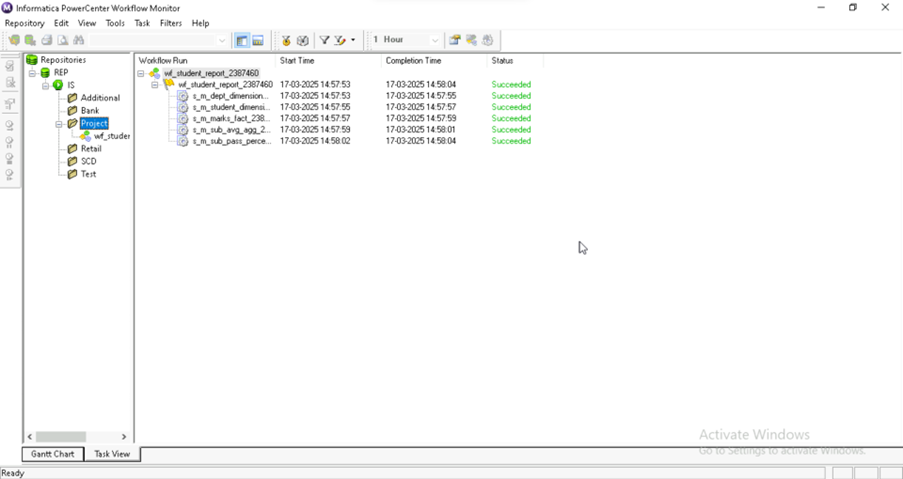 Informatica PowerCenter Workflow Monitor
Repository Edit View Tools Task Filters Help
1 Hour
Repositories
REP
IS
Additional
Bank
Project
wf_studer
Retail
SCD
Test
Workflow Run Start Time Completion Time Status
wf_student_report_2387460
wf_student_report_2387460 17-03-2025 14:57:53 17-03-2025 14:58:04 Succeeded
s_m_dept_dimension... 17-03-2025 14:57:53 17-03-2025 14:57:55 Succeeded
s_m_student_dimensi... 17-03-2025 14:57:55 17-03-2025 14:57:57 Succeeded
s_m_marks_fact_238... 17-03-2025 14:57:57 17-03-2025 14:57:59 Succeeded
s_m_sub_avg_agg_2... 17-03-2025 14:57:59 17-03-2025 14:58:01 Succeeded
s_m_sub_pass_perce... 17-03-2025 14:58:02 17-03-2025 14:58:04 Succeeded
Activate Windows
Go to Settings to activate Windows.
Gantt Chart Task View
Ready